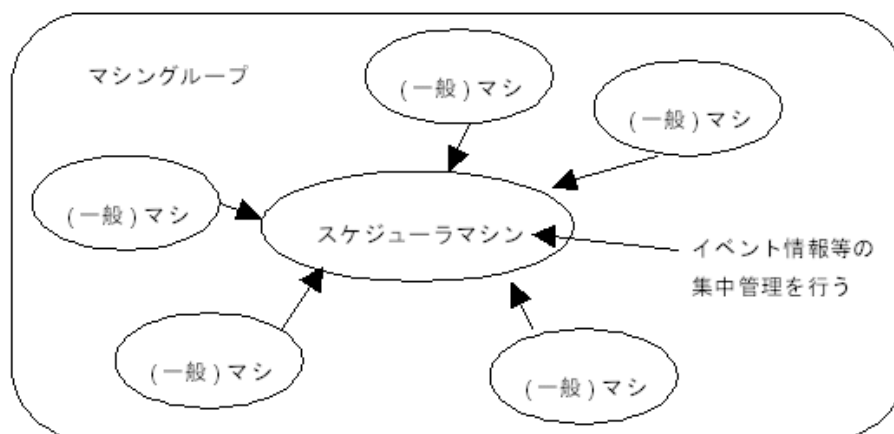 マシングループ
(一般)マシ
(一般)マシ
(一般)マシ
スケジューラマシン
イベント情報等の
集中管理を行う
(一般)マシ
(一般)マシ